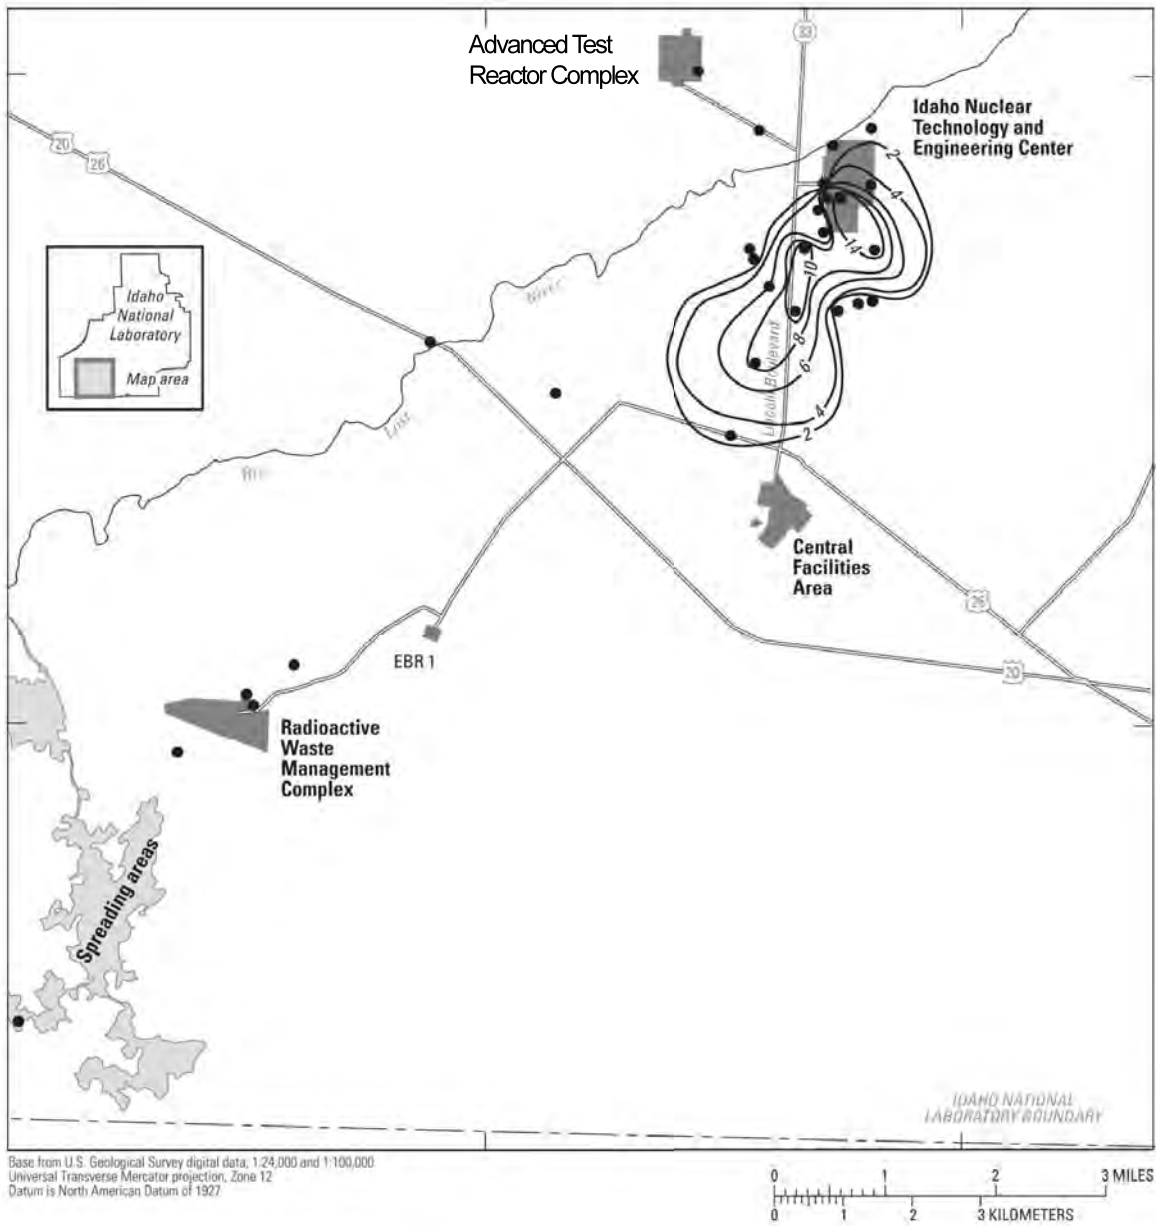 Advanced Test
Reactor Complex
33
Idaho Nuclear
Technology and
Engineering Center
20
26
2
4
14
10
8
6
4
2
Idaho
National
Laboratory
Map area
River
Lost
Lincoln Boulevard
Central
Facilities
Area
26
20
EBR 1
Radioactive
Waste
Management
Complex
Spreading areas
IDAHO NATIONAL
LABORATORY BOUNDARY
Base from U.S. Geological Survey digital data, 1:24,000 and 1:100,000
Universal Transverse Mercator projection, Zone 12
Datum is North American Datum of 1927
0 1 2 3 MILES
0 1 2 3 KILOMETERS